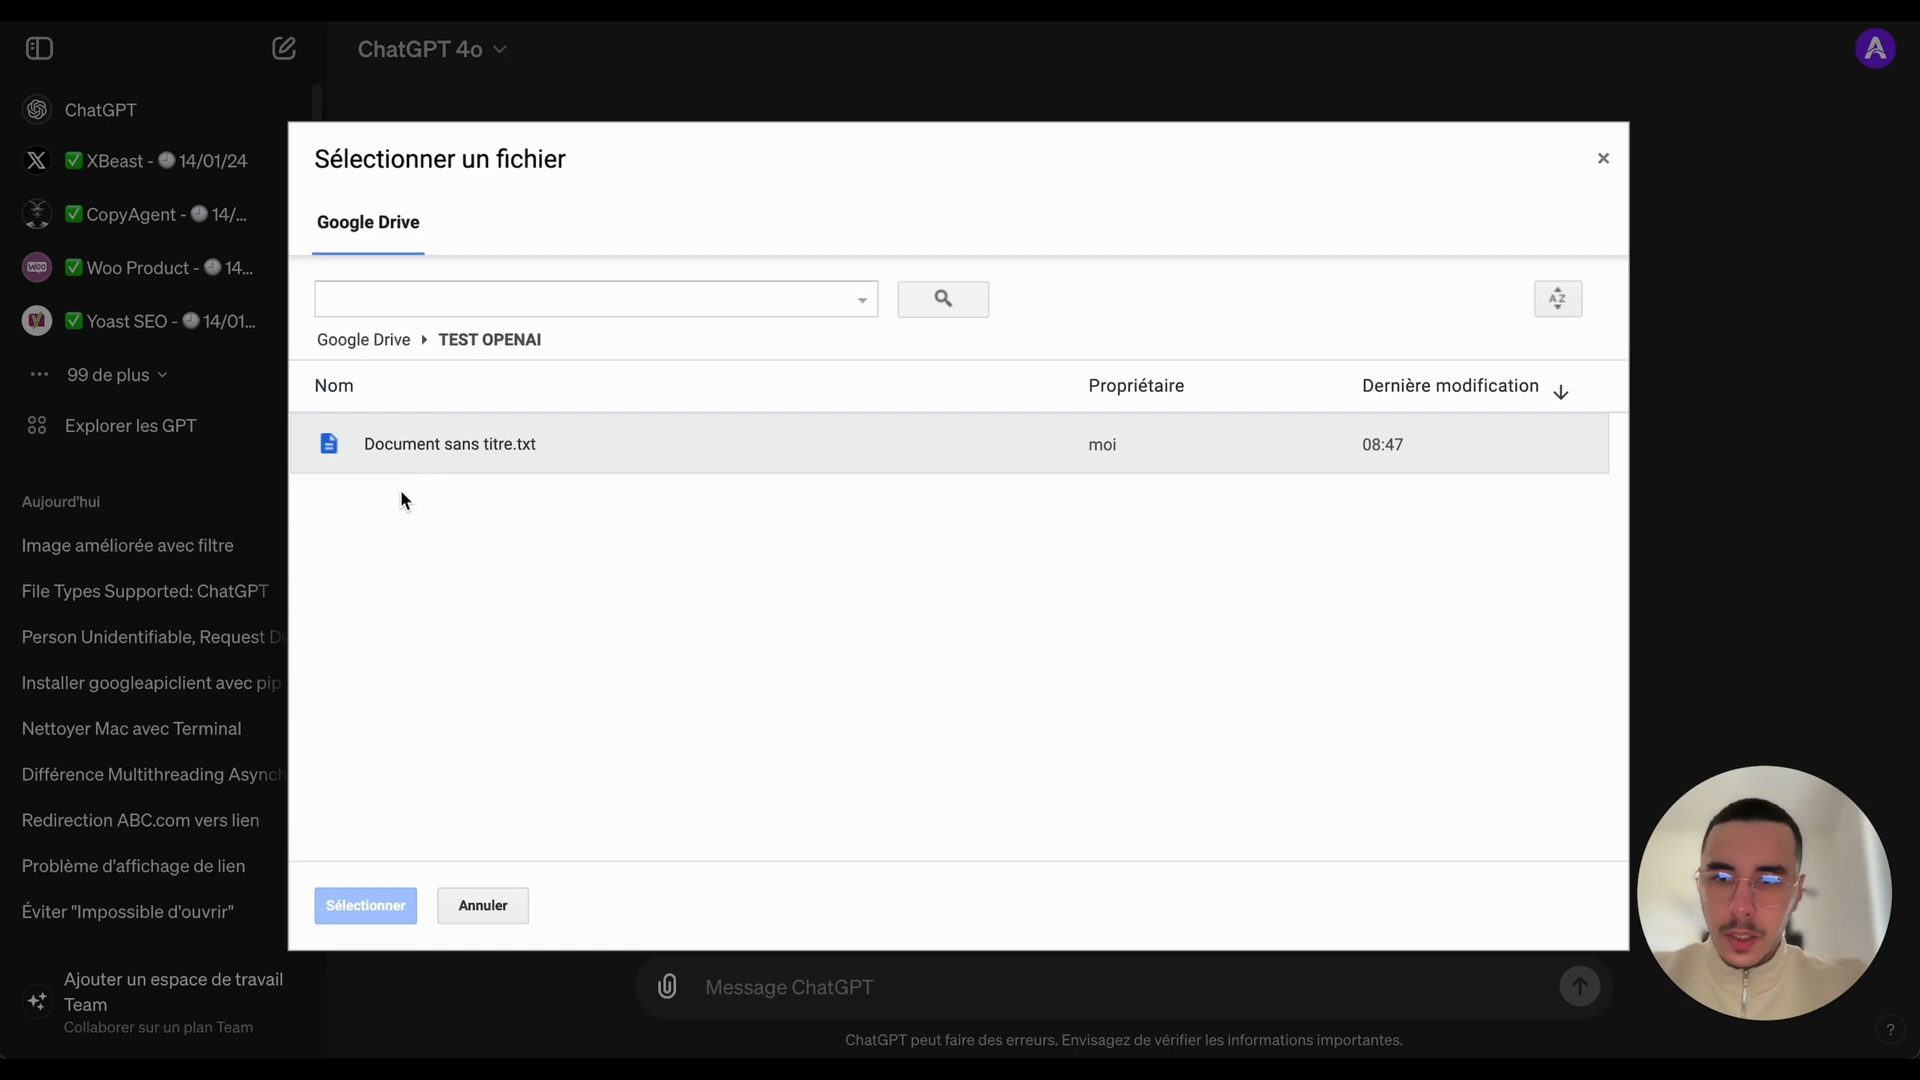 ChatGPT 4o
A
ChatGPT
✅ XBeast - 🕘 14/01/24
✅ CopyAgent - 🕘 14/...
✅ Woo Product - 🕘 14...
✅ Yoast SEO - 🕘 14/01...
99 de plus
Explorer les GPT
Aujourd'hui
Image améliorée avec filtre
File Types Supported: ChatGPT
Person Unidentifiable, Request De
Installer googleapiclient avec pip
Nettoyer Mac avec Terminal
Différence Multithreading Asynch
Redirection ABC.com vers lien
Problème d'affichage de lien
Éviter "Impossible d'ouvrir"
Ajouter un espace de travail
Team
Collaborer sur un plan Team
Sélectionner un fichier
×
Google Drive
AZ
Google Drive ▸ TEST OPENAI
Nom Propriétaire Dernière modification ↓
Document sans titre.txt moi 08:47
Sélectionner Annuler
Message ChatGPT
ChatGPT peut faire des erreurs. Envisagez de vérifier les informations importantes.
?